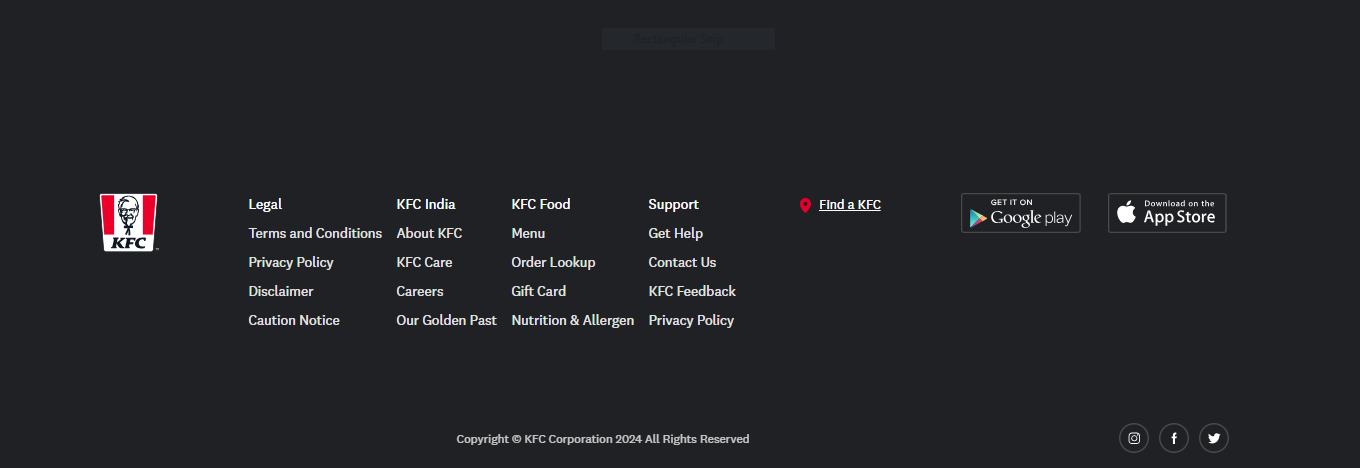 Rectangular Snip
KFC
Legal
Terms and Conditions
Privacy Policy
Disclaimer
Caution Notice
KFC India
About KFC
KFC Care
Careers
Our Golden Past
KFC Food
Menu
Order Lookup
Gift Card
Nutrition & Allergen
Support
Get Help
Contact Us
KFC Feedback
Privacy Policy
Find a KFC
GET IT ON
Google play
Download on the
App Store
Copyright © KFC Corporation 2024 All Rights Reserved